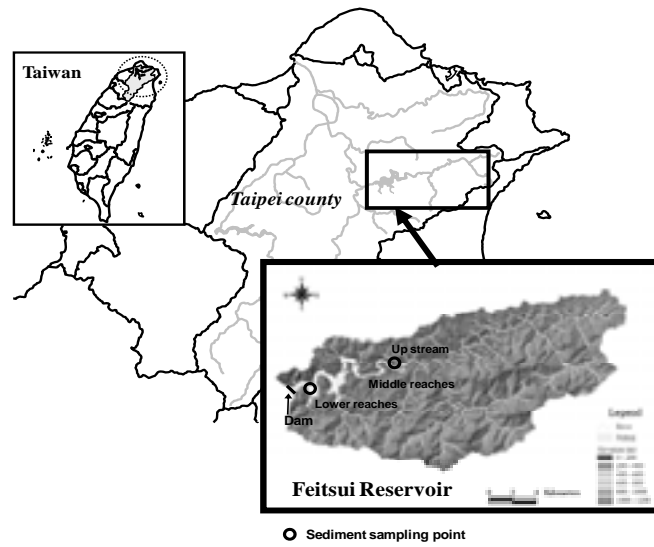 Taiwan
Taipei county
Up stream
Middle reaches
Lower reaches
Dam
Legend
Feitsui Reservoir
Sediment sampling point